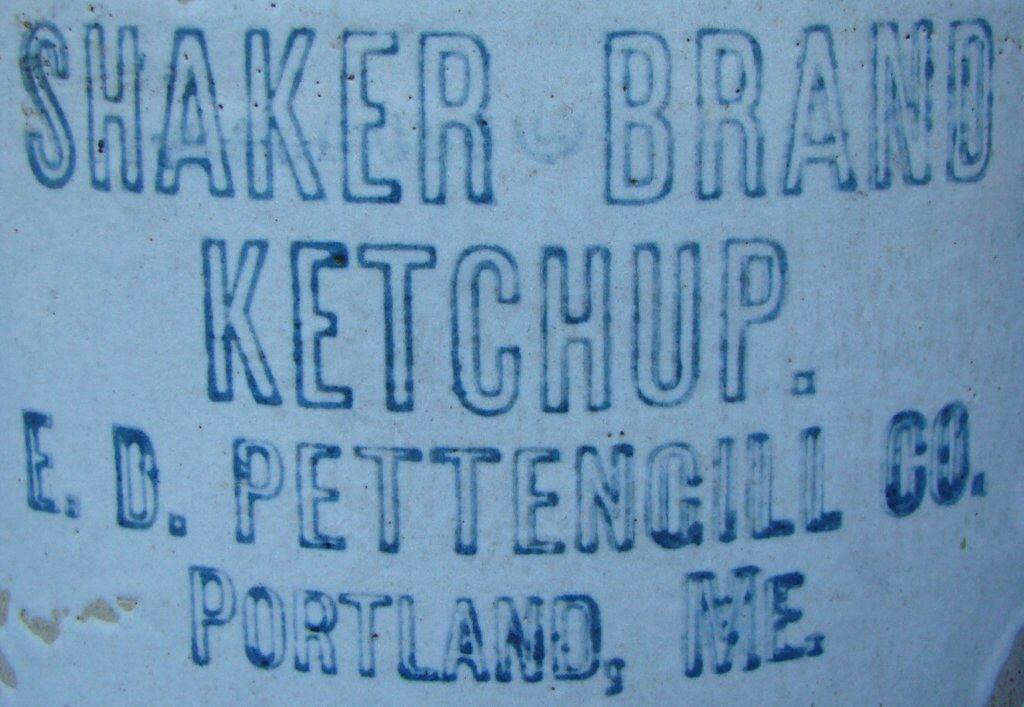 SHAKER BRAND
KETCHUP.
E. D. PETTENGILL CO.
PORTLAND, ME.